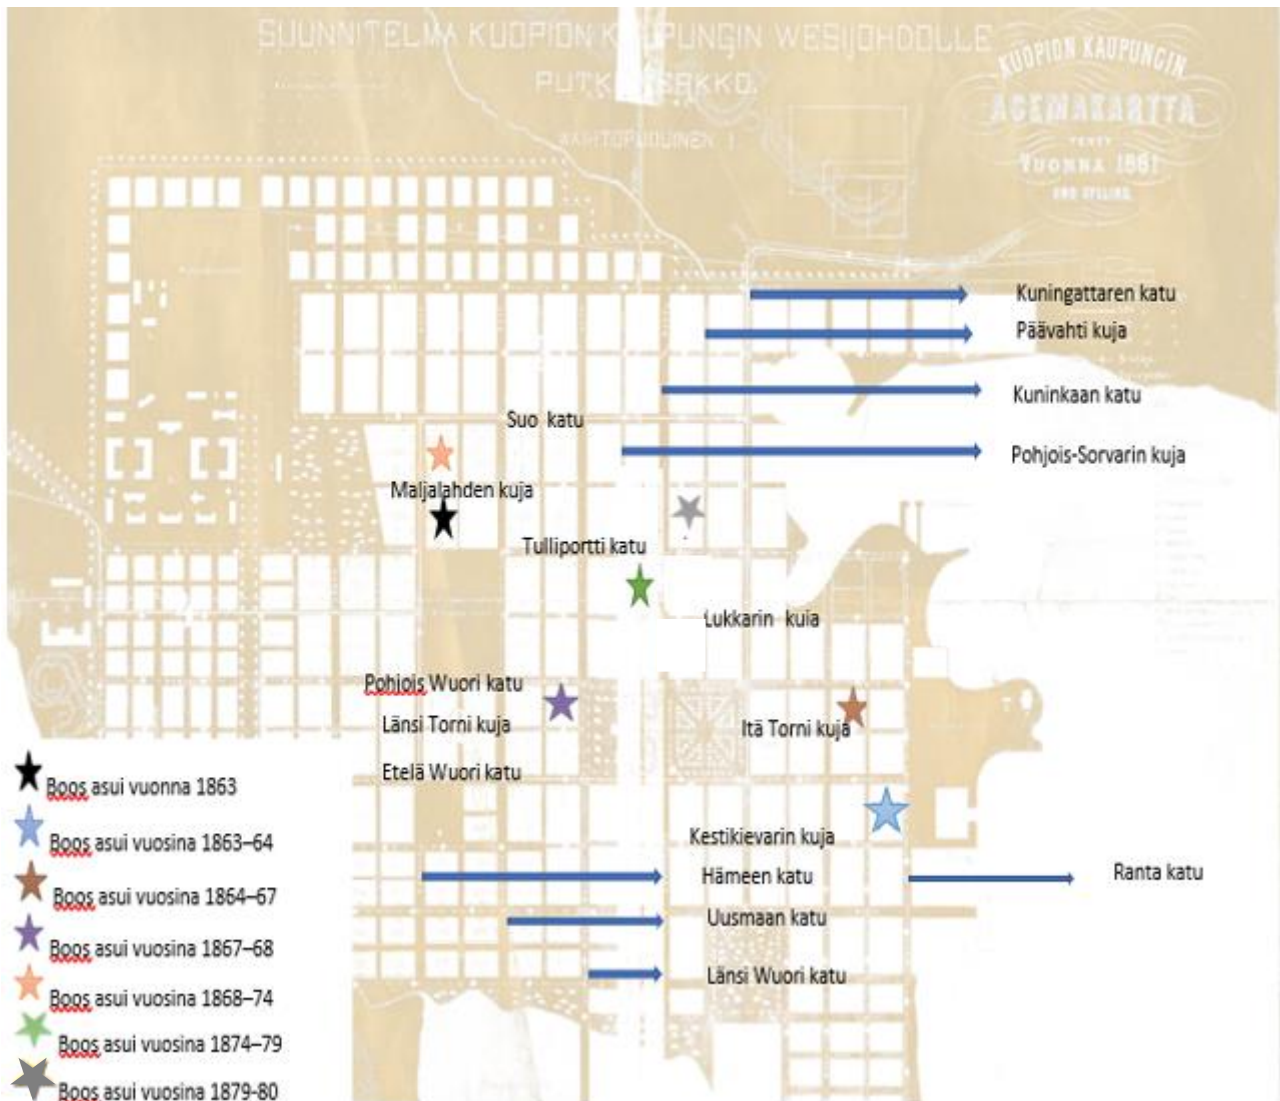 SUUNNITELMA KUOPION KAUPUNGIN WESIJOHDOLLE
KUOPION KAUPUNGIN
ASEMAKARTTA
VUONNA 1861
Kuningattaren katu
Päävahti kuja
Kuninkaan katu
Suo katu
Pohjois-Sorvarin kuja
Maljalahden kuja
Tulliportti katu
Lukkarin kuja
Pohjois Wuori katu
Länsi Torni kuja
Itä Torni kuja
Etelä Wuori katu
Boos asui vuonna 1863
Boos asui vuosina 1863–64
Kestikievarin kuja
Hämeen katu
Ranta katu
Boos asui vuosina 1864–67
Uusmaan katu
Boos asui vuosina 1867–68
Länsi Wuori katu
Boos asui vuosina 1868–74
Boos asui vuosina 1874–79
Boos asui vuosina 1879-80